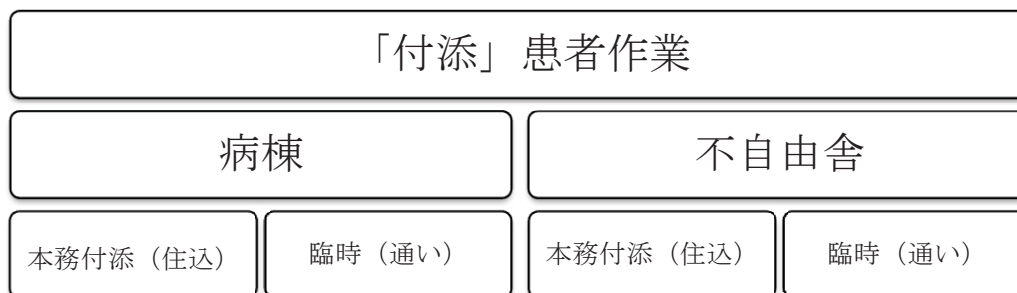 「付添」患者作業
病棟
不自由舎
本務付添（住込）
臨時（通い）
本務付添（住込）
臨時（通い）